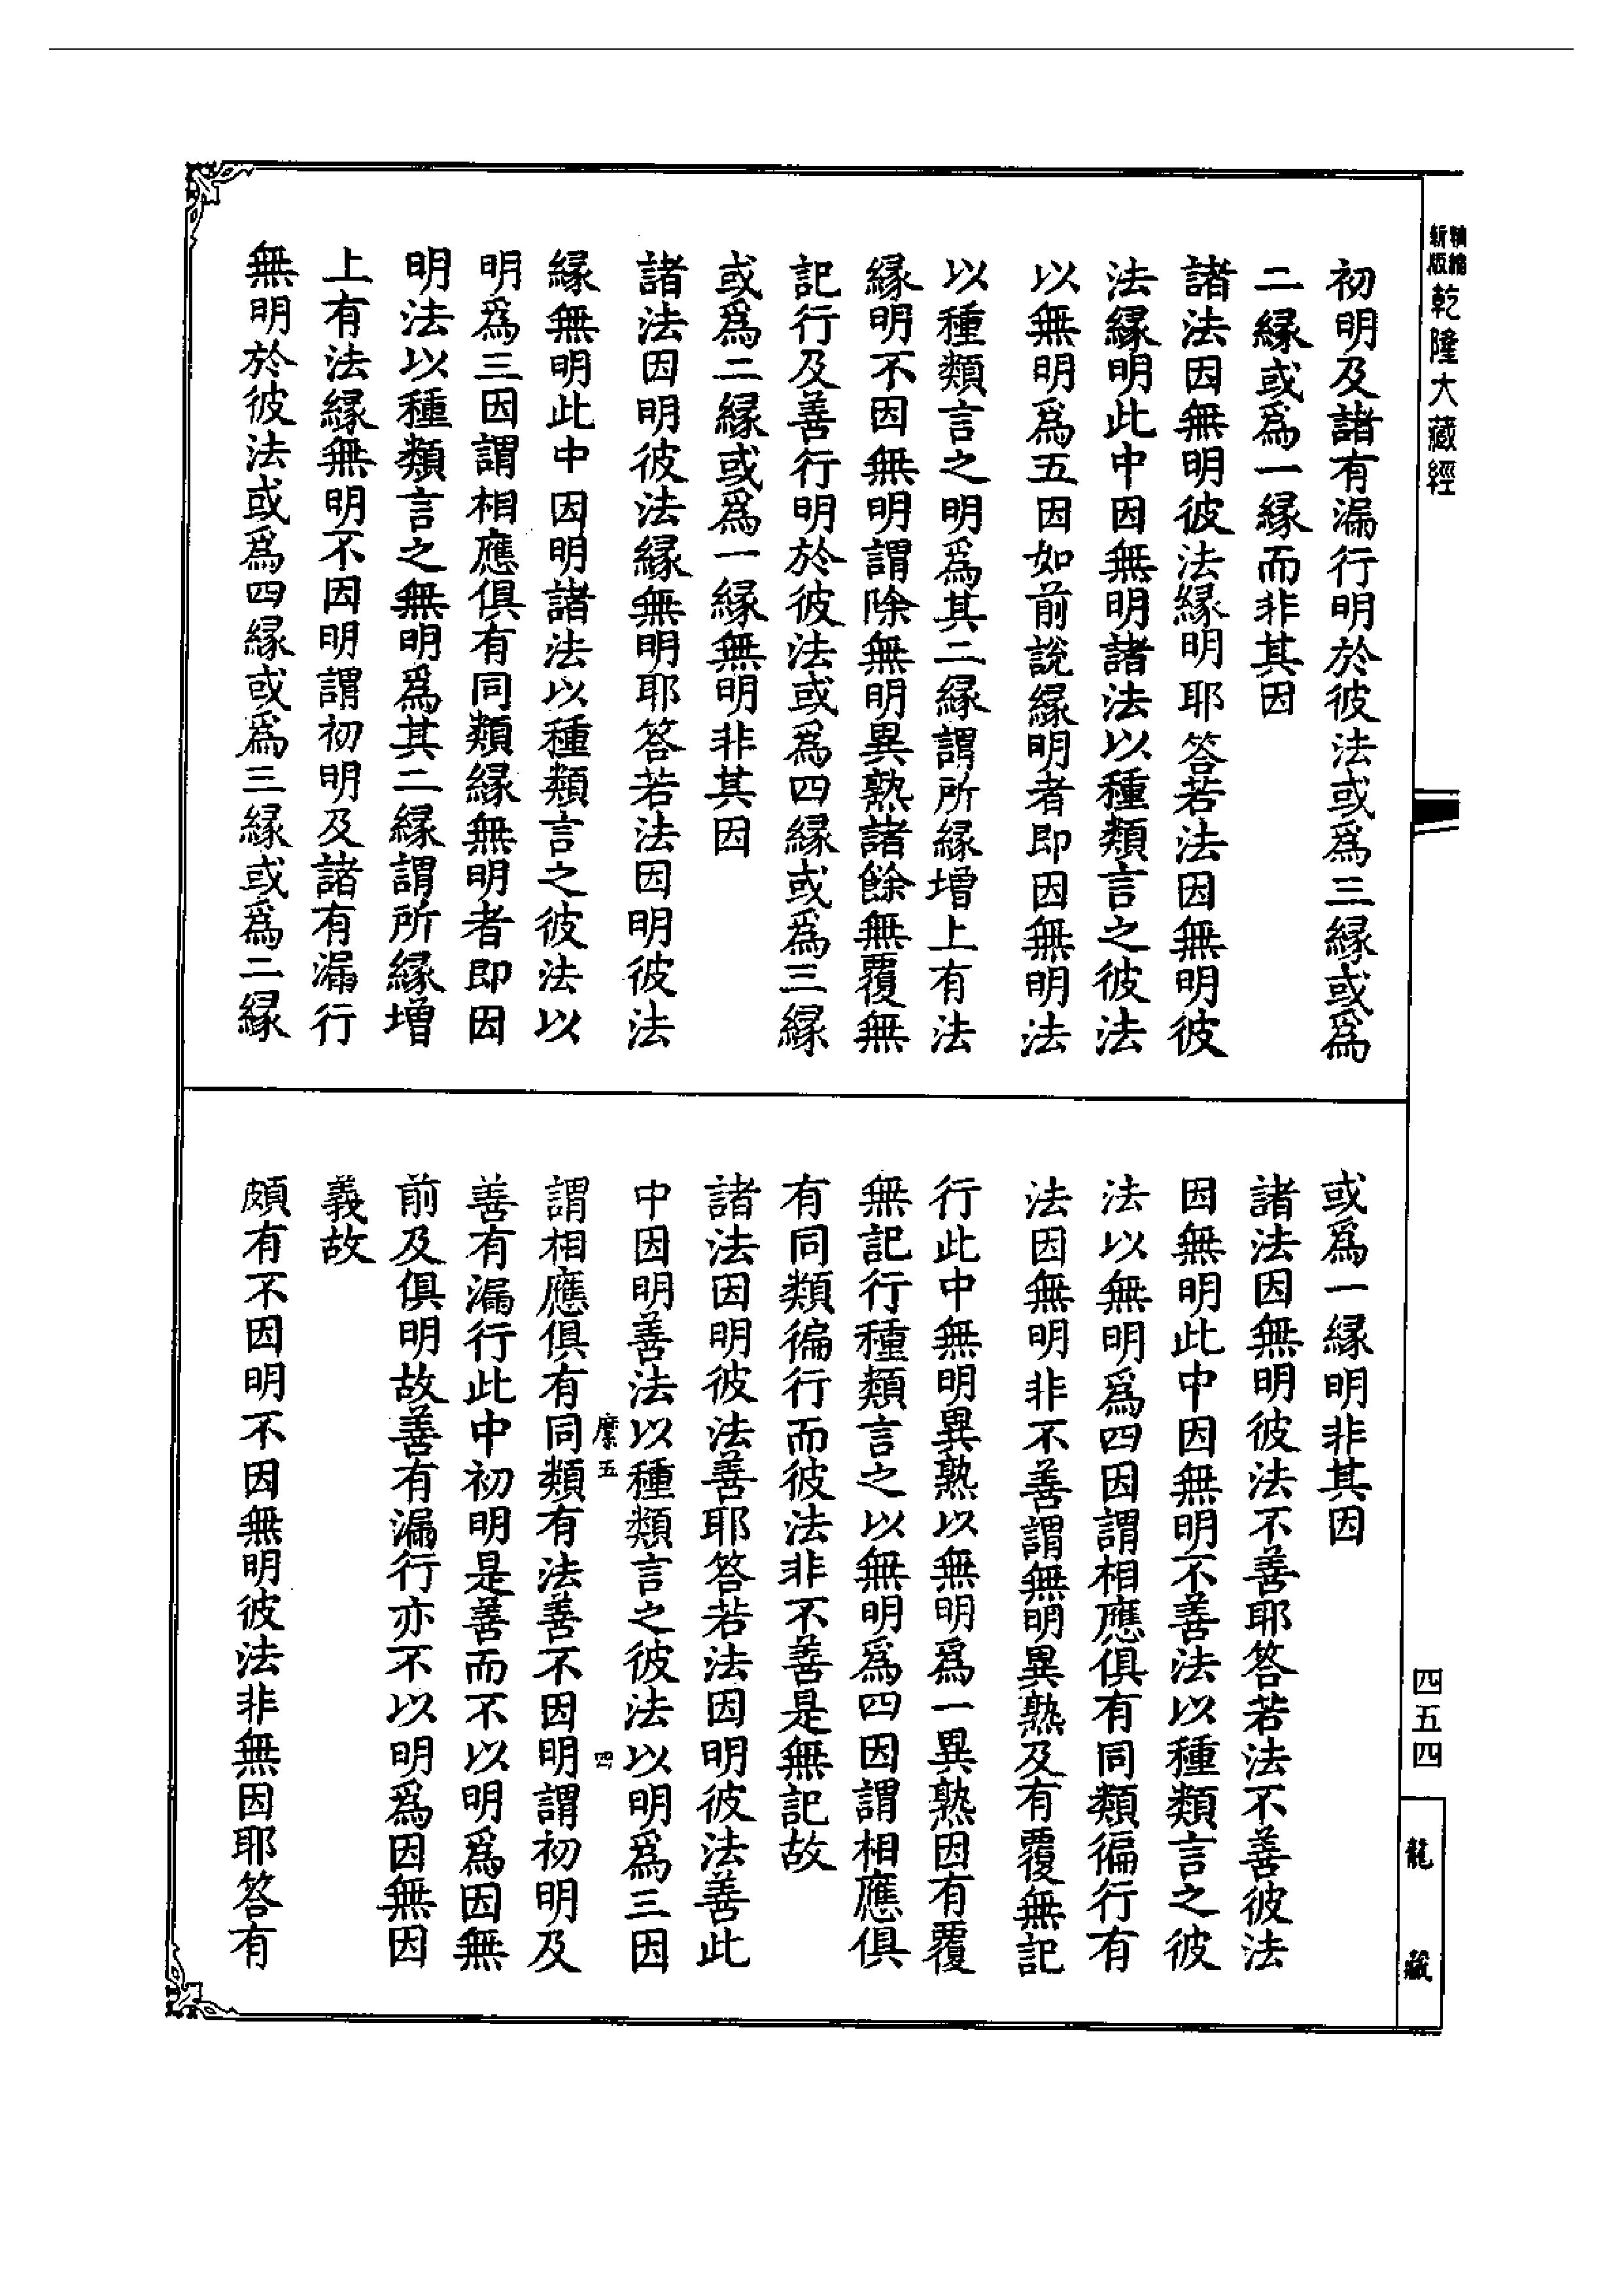 精縮
新版
乾隆大藏經
初明及諸有漏行明於彼法或爲三緣或爲
二緣或爲一緣而非其因
諸法因無明彼法緣明耶答若法因無明彼
法緣明此中因無明諸法以種類言之彼法
以無明爲五因如前說緣明者即因無明法
以種類言之明爲其二緣謂所緣增上有法
緣明不因無明謂除無明異熟諸餘無覆無
記行及善行明於彼法或爲四緣或爲三緣
或爲二緣或爲一緣無明非其因
諸法因明彼法緣無明耶答若法因明彼法
緣無明此中因明諸法以種類言之彼法以
明爲三因謂相應俱有同類緣無明者即因
明法以種類言之無明爲其二緣謂所緣增
上有法緣無明不因明謂初明及諸有漏行
無明於彼法或爲四緣或爲三緣或爲二緣
或爲一緣明非其因
諸法因無明彼法不善耶答若法不善彼法
因無明此中因無明不善法以種類言之彼
法以無明爲四因謂相應俱有同類徧行有
法因無明非不善謂無明異熟及有覆無記
行此中無明異熟以無明爲一異熟因有覆
無記行種類言之以無明爲四因謂相應俱
有同類徧行而彼法非不善是無記故
諸法因明彼法善耶答若法因明彼法善此
中因明善法以種類言之彼法以明爲三因
縻五
四
謂相應俱有同類有法善不因明謂初明及
善有漏行此中初明是善而不以明爲因無
前及俱明故善有漏行亦不以明爲因無因
義故
頗有不因明不因無明彼法非無因耶答有
四五四
龍藏